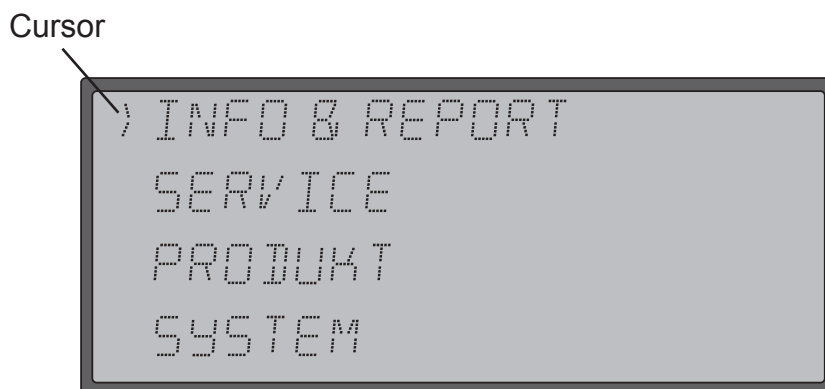 Cursor
) INFO & REPORT
SERVICE
PRODUKT
SYSTEM